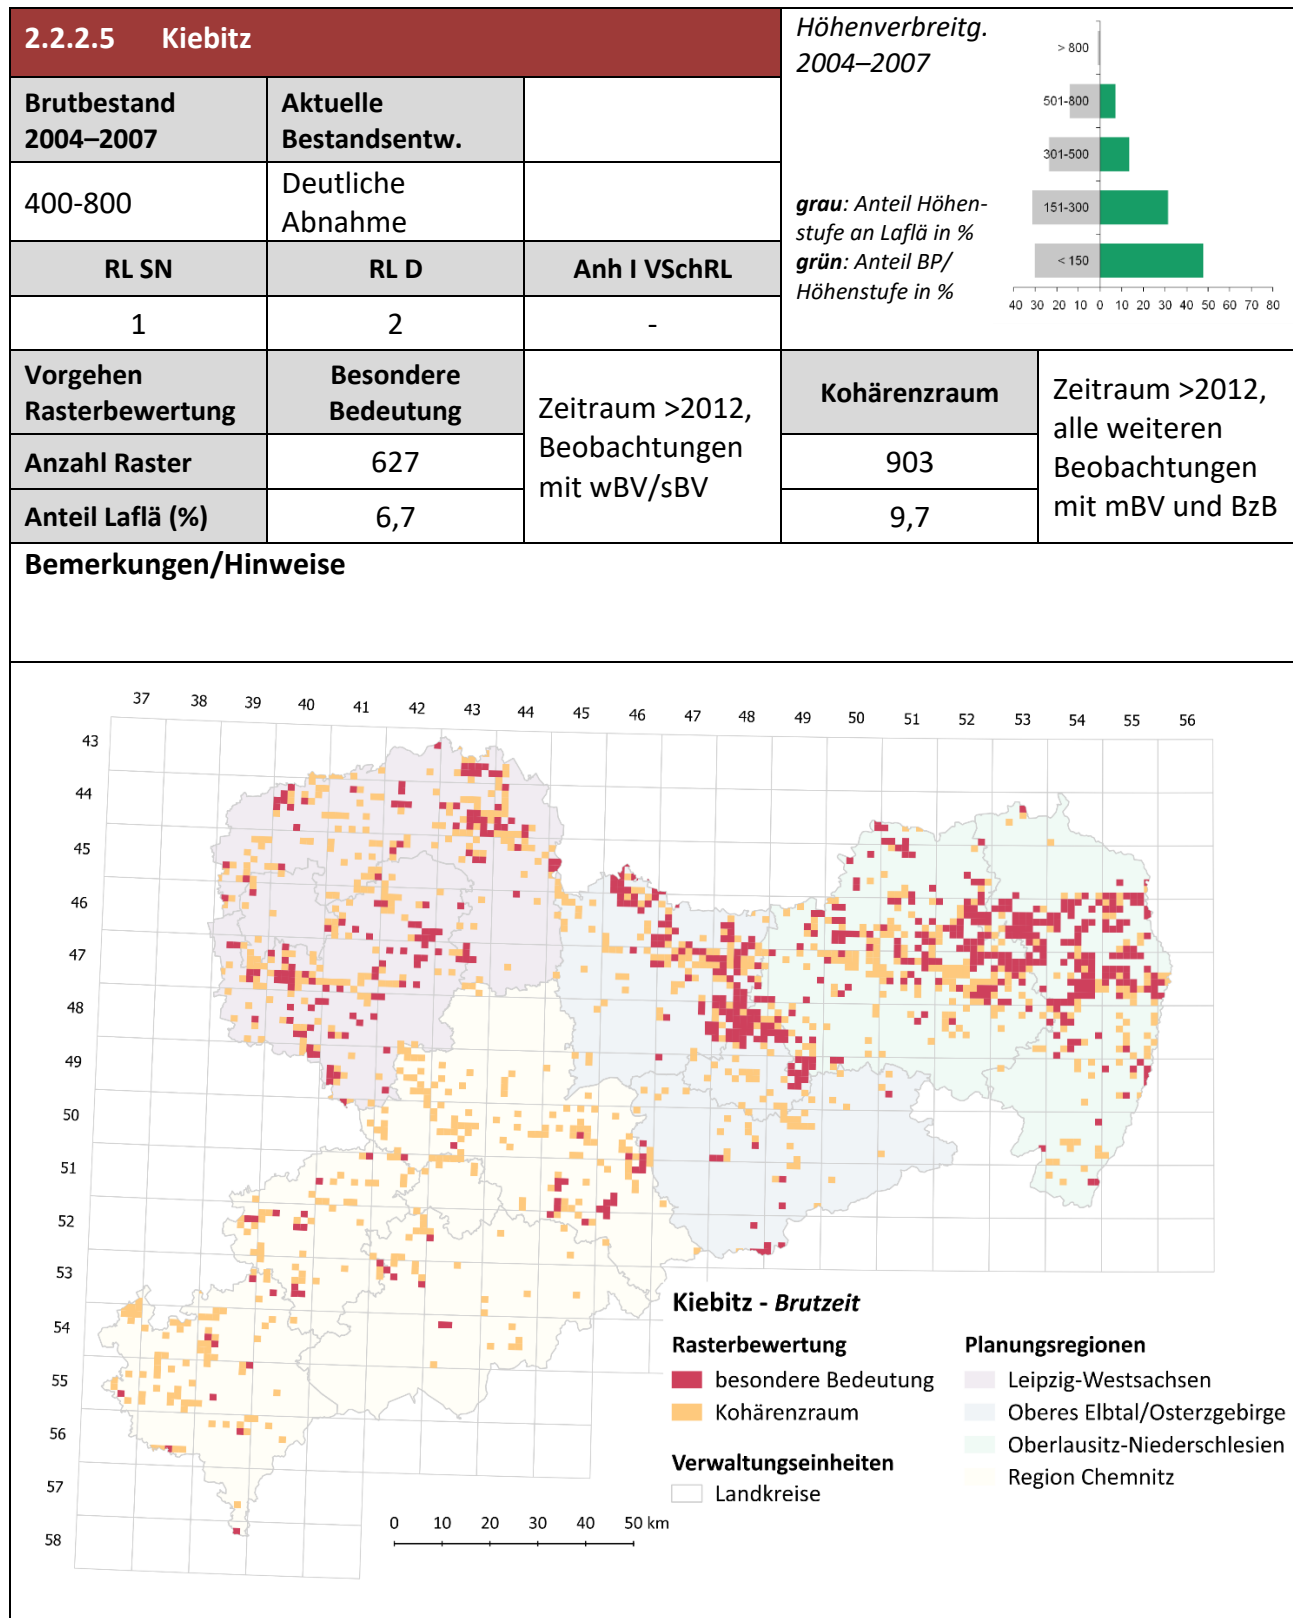 2.2.2.5 Kiebitz
Höhenverbreitg.
2004–2007
> 800
501-800
301-500
151-300
< 150
40 30 20 10 0 10 20 30 40 50 60 70 80
grau: Anteil Höhen-
stufe an Laflä in %
grün: Anteil BP/
Höhenstufe in %
Brutbestand
2004–2007
Aktuelle
Bestandsentw.
400-800
Deutliche
Abnahme
RL SN
RL D
Anh I VSchRL
1
2
-
Vorgehen
Rasterbewertung
Besondere
Bedeutung
Zeitraum >2012,
Beobachtungen
mit wBV/sBV
Kohärenzraum
Zeitraum >2012,
alle weiteren
Beobachtungen
mit mBV und BzB
Anzahl Raster
627
903
Anteil Laflä (%)
6,7
9,7
Bemerkungen/Hinweise
37 38 39 40 41 42 43 44 45 46 47 48 49 50 51 52 53 54 55 56
43
44
45
46
47
48
49
50
51
52
53
54
55
56
57
58
Kiebitz - Brutzeit
Rasterbewertung
besondere Bedeutung
Kohärenzraum
Verwaltungseinheiten
Landkreise
Planungsregionen
Leipzig-Westsachsen
Oberes Elbtal/Osterzgebirge
Oberlausitz-Niederschlesien
Region Chemnitz
0 10 20 30 40 50 km